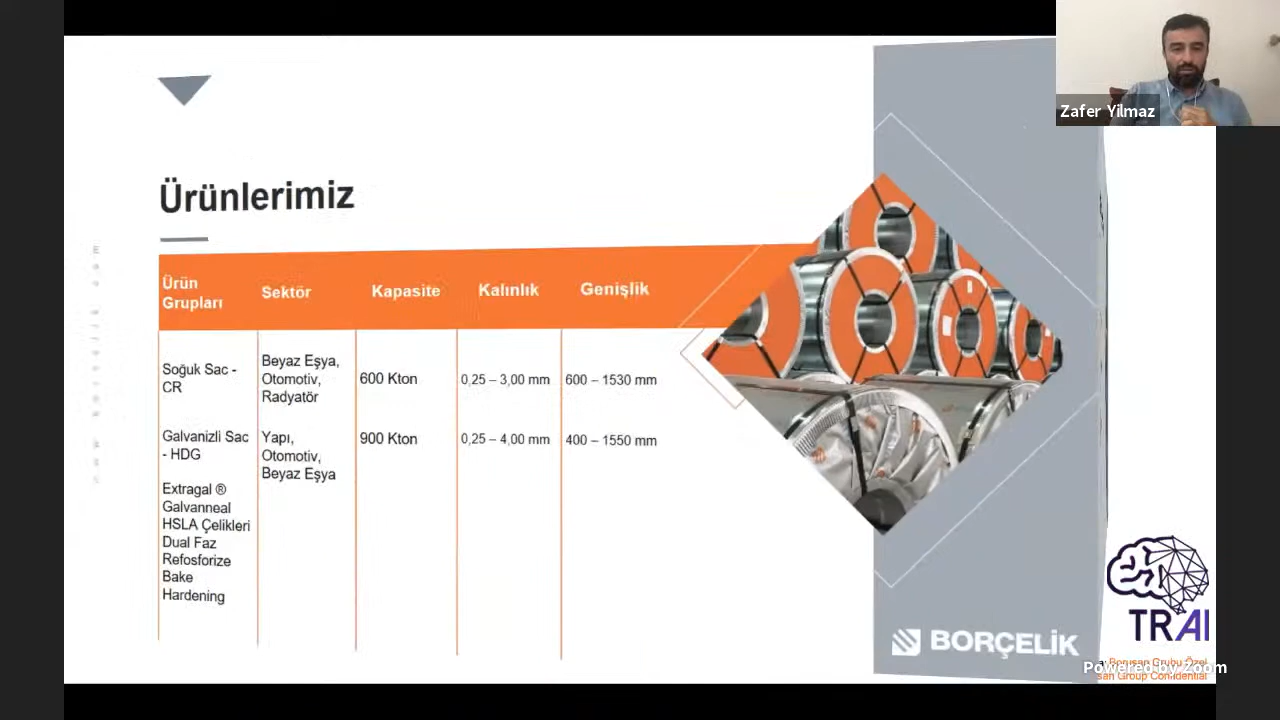 Zafer Yilmaz
Ürünlerimiz
Ürün
Grupları
Sektör
Kapasite
Kalınlık
Genişlik
Soğuk Sac -
CR
Beyaz Eşya,
Otomotiv,
Radyatör
600 Kton
0,25 – 3,00 mm
600 – 1530 mm
Galvanizli Sac
- HDG
Yapı,
Otomotiv,
Beyaz Eşya
900 Kton
0,25 – 4,00 mm
400 – 1550 mm
Extragal ®
Galvanneal
HSLA Çelikleri
Dual Faz
Refosforize
Bake
Hardening
BORÇELİK
TRAI
Borusan Grubu Özel
Group Confidential
Powered by Zoom